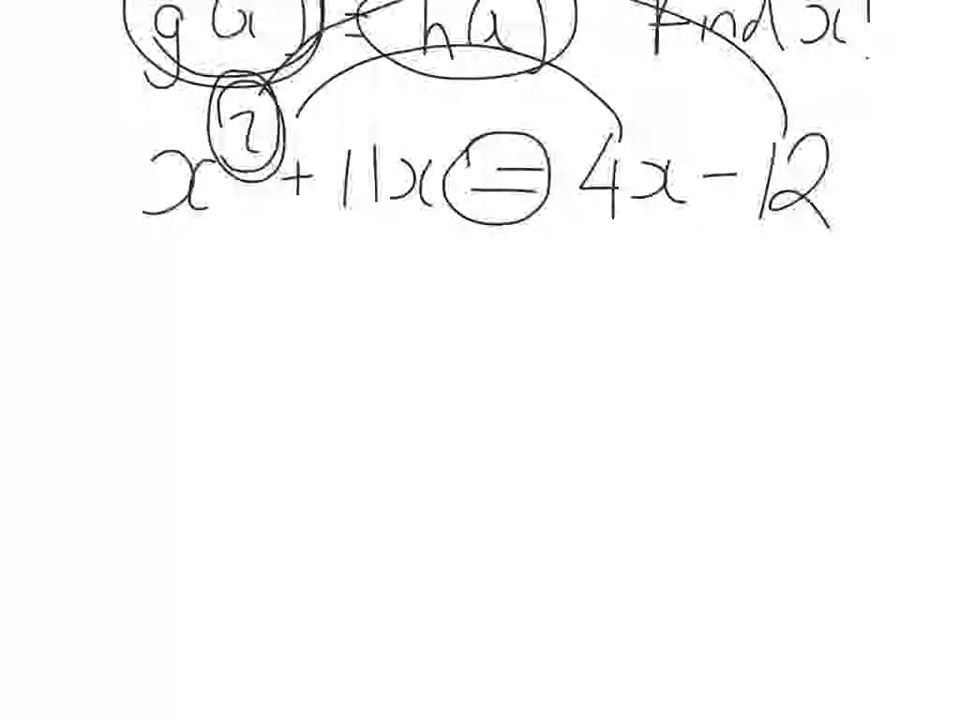 g(x) = h(x) Find x!
x² + 11x = 4x - 12